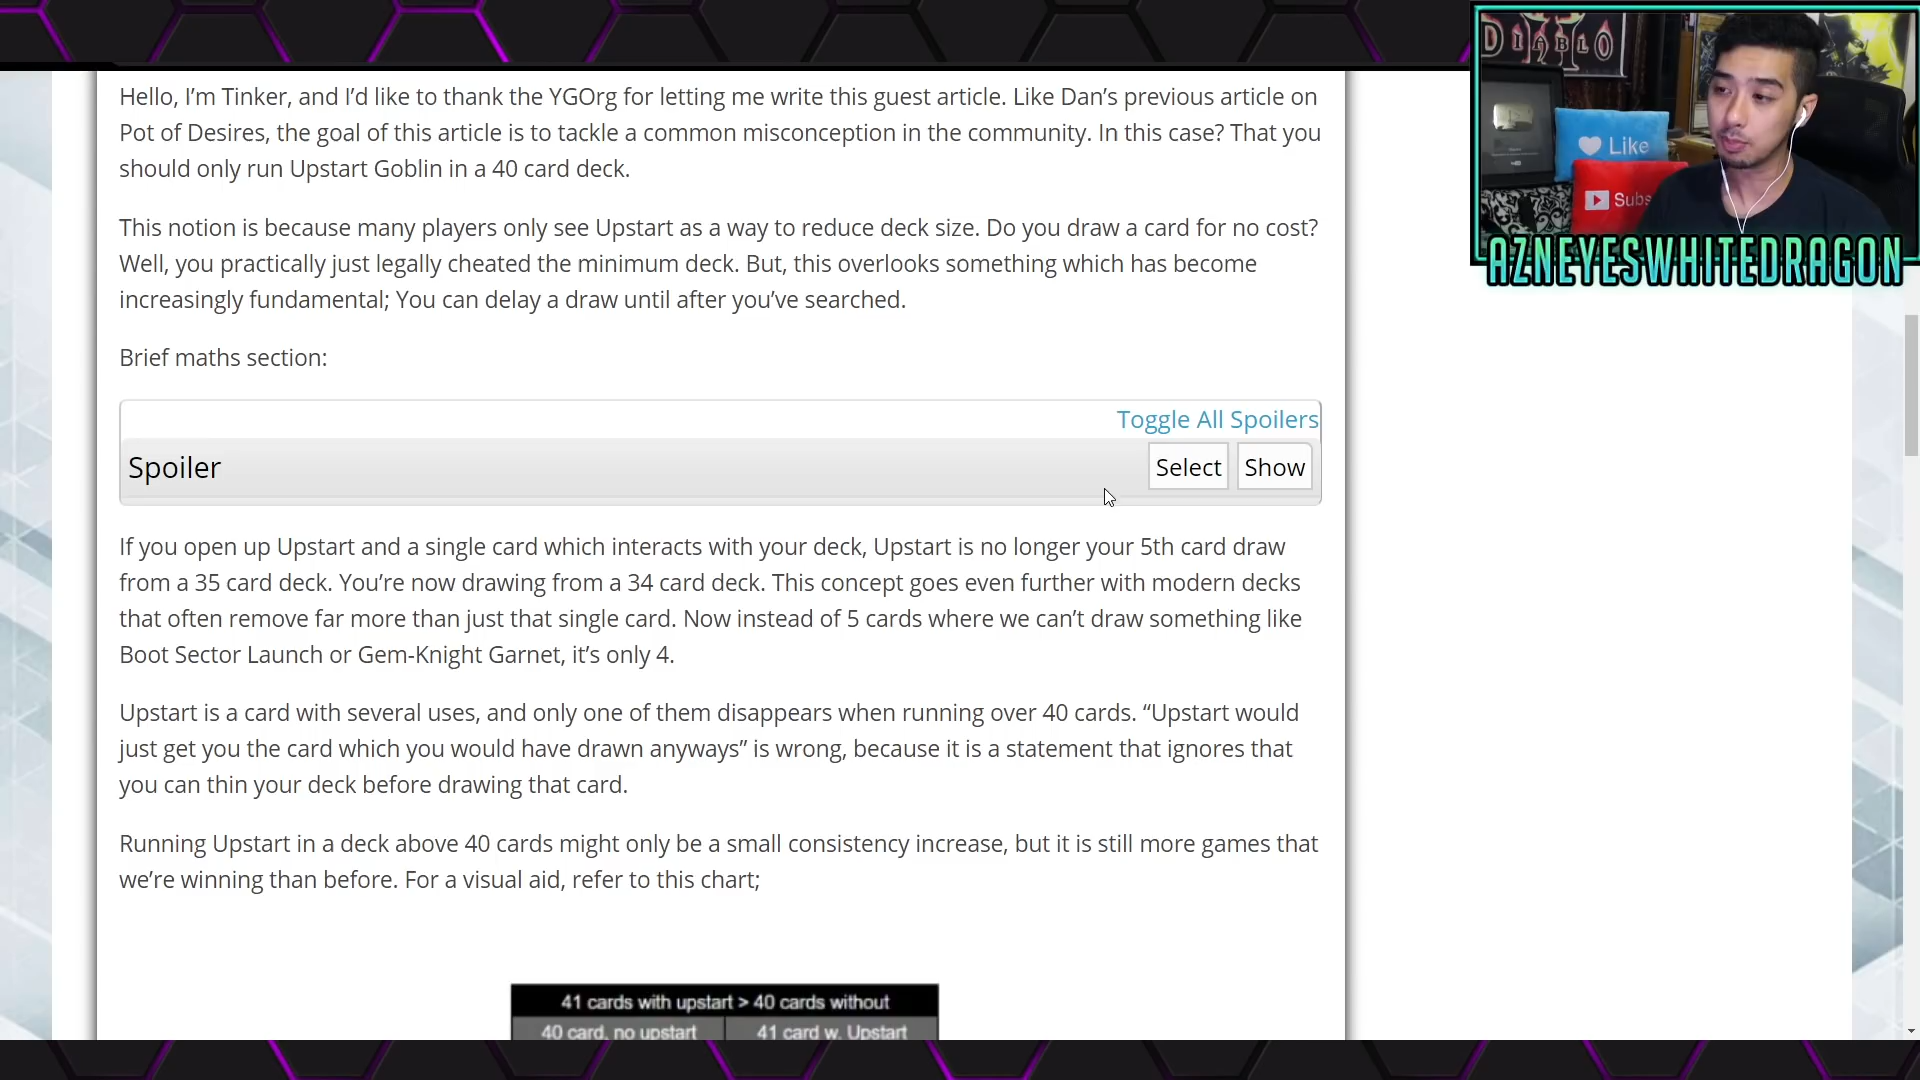 Hello, I’m Tinker, and I’d like to thank the YGOrg for letting me write this guest article. Like Dan’s previous article on
Pot of Desires, the goal of this article is to tackle a common misconception in the community. In this case? That you
should only run Upstart Goblin in a 40 card deck.
This notion is because many players only see Upstart as a way to reduce deck size. Do you draw a card for no cost?
Well, you practically just legally cheated the minimum deck. But, this overlooks something which has become
increasingly fundamental; You can delay a draw until after you’ve searched.
Brief maths section:
Toggle All Spoilers
Spoiler
Select
Show
If you open up Upstart and a single card which interacts with your deck, Upstart is no longer your 5th card draw
from a 35 card deck. You’re now drawing from a 34 card deck. This concept goes even further with modern decks
that often remove far more than just that single card. Now instead of 5 cards where we can’t draw something like
Boot Sector Launch or Gem-Knight Garnet, it’s only 4.
Upstart is a card with several uses, and only one of them disappears when running over 40 cards. “Upstart would
just get you the card which you would have drawn anyways” is wrong, because it is a statement that ignores that
you can thin your deck before drawing that card.
Running Upstart in a deck above 40 cards might only be a small consistency increase, but it is still more games that
we’re winning than before. For a visual aid, refer to this chart;
41 cards with upstart > 40 cards without
40 card, no upstart
41 card w. Upstart
DIABLO
Like
Subs
AZNEYESWHITEDRAGON